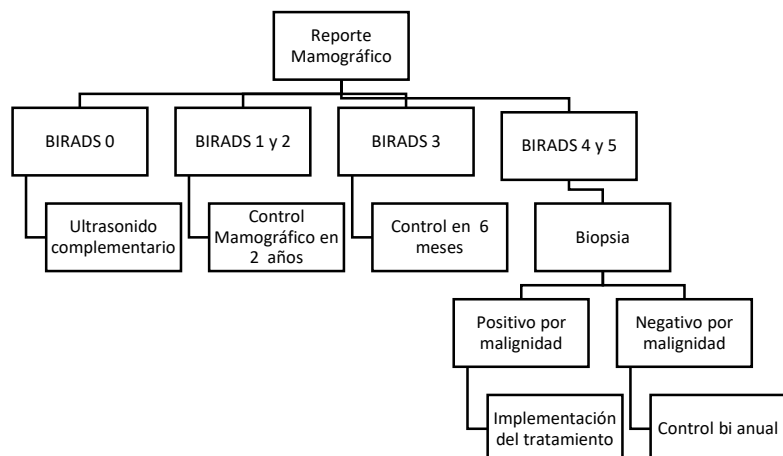 Reporte
Mamográfico
BIRADS 0
BIRADS 1 y 2
BIRADS 3
BIRADS 4 y 5
Ultrasonido
complementario
Control
Mamográfico en
2 años
Control en 6
meses
Biopsia
Positivo por
malignidad
Negativo por
malignidad
Implementación
del tratamiento
Control bi anual